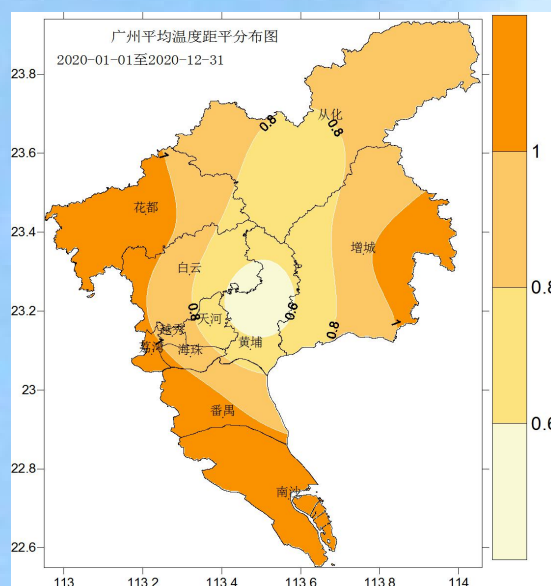 广州平均温度距平分布图
2020-01-01至2020-12-31
23.8
23.6
23.4
23.2
23
22.8
22.6
113
113.2
113.4
113.6
113.8
114
从化
0.8
0.8
1
花都
增城
白云
0.8
天河
0.6
越秀
荔湾
1
海珠
黄埔
0.8
1
番禺
南沙
1
0.8
0.6